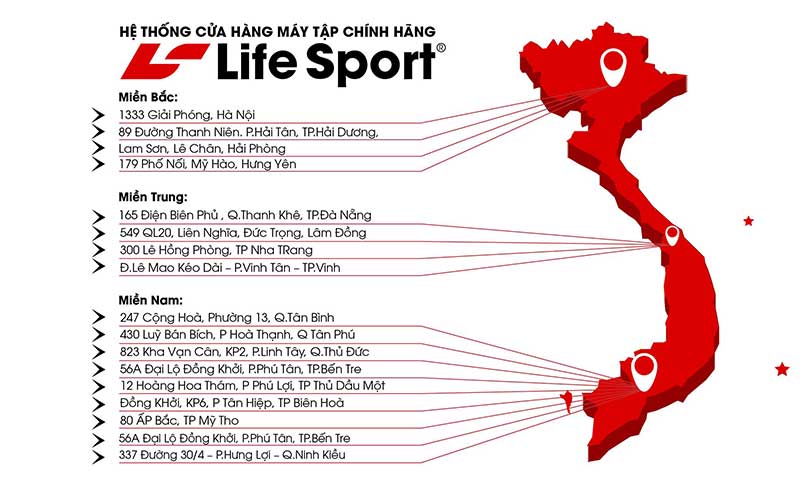 HỆ THỐNG CỬA HÀNG MÁY TẬP CHÍNH HÃNG
Life Sport®
Miền Bắc:
1333 Giải Phóng, Hà Nội
89 Đường Thanh Niên. P.Hải Tân, TP.Hải Dương,
Lam Sơn, Lê Chân, Hải Phòng
179 Phố Nối, Mỹ Hào, Hưng Yên
Miền Trung:
165 Điện Biên Phủ , Q.Thanh Khê, TP.Đà Nẵng
549 QL20, Liên Nghĩa, Đức Trọng, Lâm Đồng
300 Lê Hồng Phòng, TP Nha TRang
Đ.Lê Mao Kéo Dài – P.Vinh Tân – TP.Vinh
Miền Nam:
247 Cộng Hoà, Phường 13, Q.Tân Bình
430 Luỹ Bán Bích, P Hoà Thạnh, Q Tân Phú
823 Kha Vạn Cân, KP2, P.Linh Tây, Q.Thủ Đức
56A Đại Lộ Đồng Khởi, P.Phú Tân, TP.Bến Tre
12 Hoàng Hoa Thám, P Phú Lợi, TP Thủ Dầu Một
Đồng KHởi, KP6, P Tân Hiệp, TP Biên Hoà
80 ẤP Bắc, TP Mỹ Tho
56A Đại Lộ Đồng Khởi, P.Phú Tân, TP.Bến Tre
337 Đường 30/4 – P.Hưng Lợi – Q.Ninh Kiều